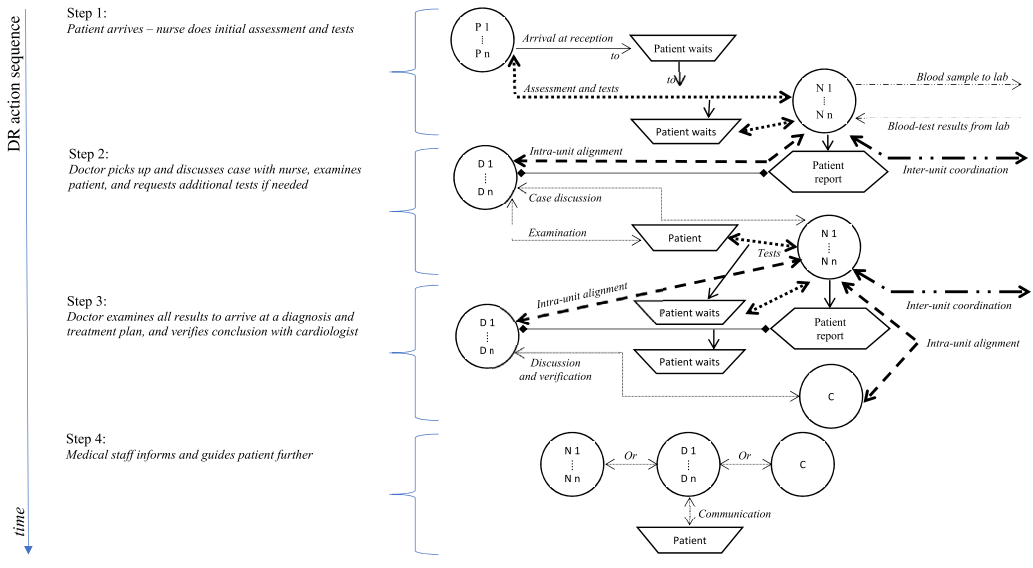 DR action sequence
time
Step 1:
Patient arrives – nurse does initial assessment and tests
P 1
P n
Arrival at reception
to
Patient waits
to
Assessment and tests
Patient waits
N 1
N n
Blood sample to lab
Blood-test results from lab
Step 2:
Doctor picks up and discusses case with nurse, examines
patient, and requests additional tests if needed
D 1
D n
Intra-unit alignment
Patient
report
Inter-unit coordination
Case discussion
Examination
Patient
Tests
N 1
N n
Step 3:
Doctor examines all results to arrive at a diagnosis and
treatment plan, and verifies conclusion with cardiologist
Intra-unit alignment
Patient waits
Inter-unit coordination
D 1
D n
Patient
report
Intra-unit alignment
Patient waits
Discussion
and verification
C
Step 4:
Medical staff informs and guides patient further
N 1
N n
Or
D 1
D n
Or
C
Communication
Patient